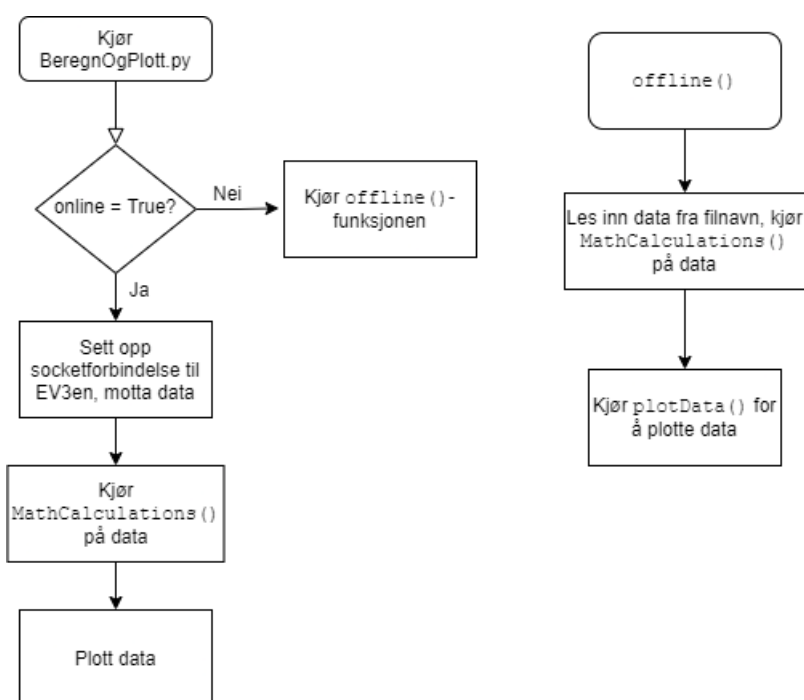 Kjør
BeregnOgPlott.py
online = True?
Nei
Kjør offline()-
funksjonen
Ja
Sett opp
socketforbindelse til
EV3en, motta data
Kjør
MathCalculations()
på data
Plott data
offline()
Les inn data fra filnavn, kjør
MathCalculations()
på data
Kjør plotData() for
å plotte data